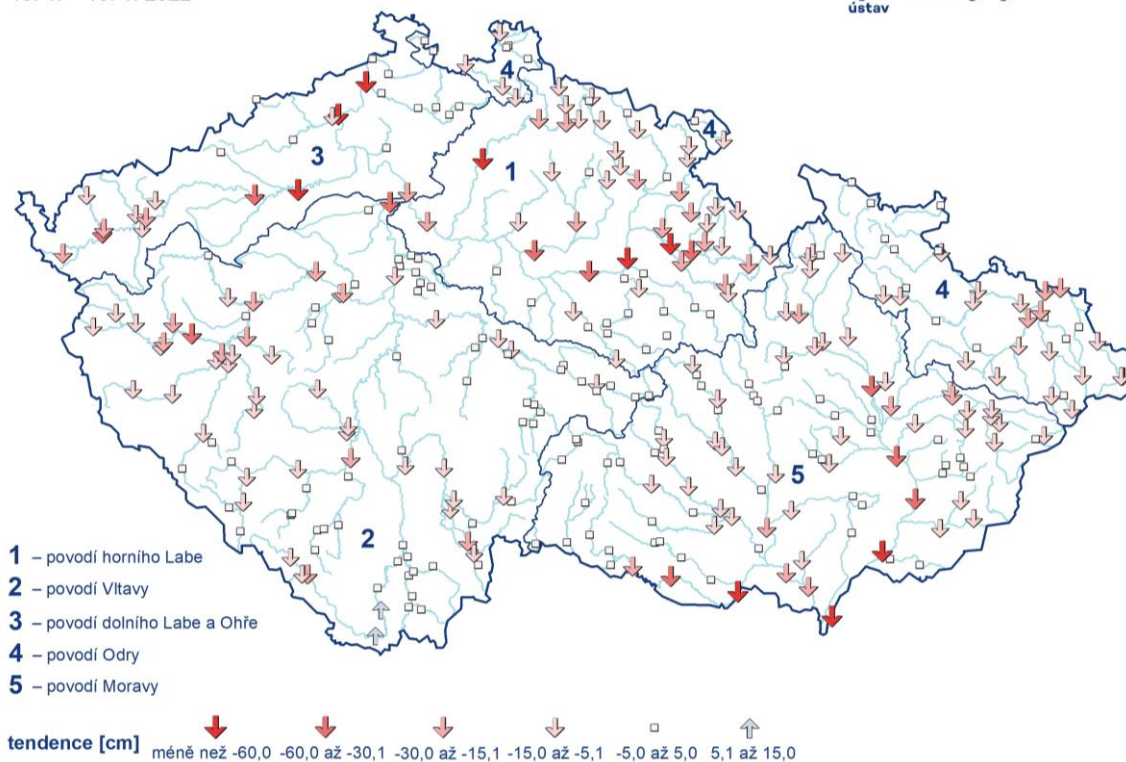 ústav
4
4
3
1
4
5
2
1 – povodí horního Labe
2 – povodí Vltavy
3 – povodí dolního Labe a Ohře
4 – povodí Odry
5 – povodí Moravy
tendence [cm] méně než -60,0 -60,0 až -30,1 -30,0 až -15,1 -15,0 až -5,1 -5,0 až 5,0 5,1 až 15,0